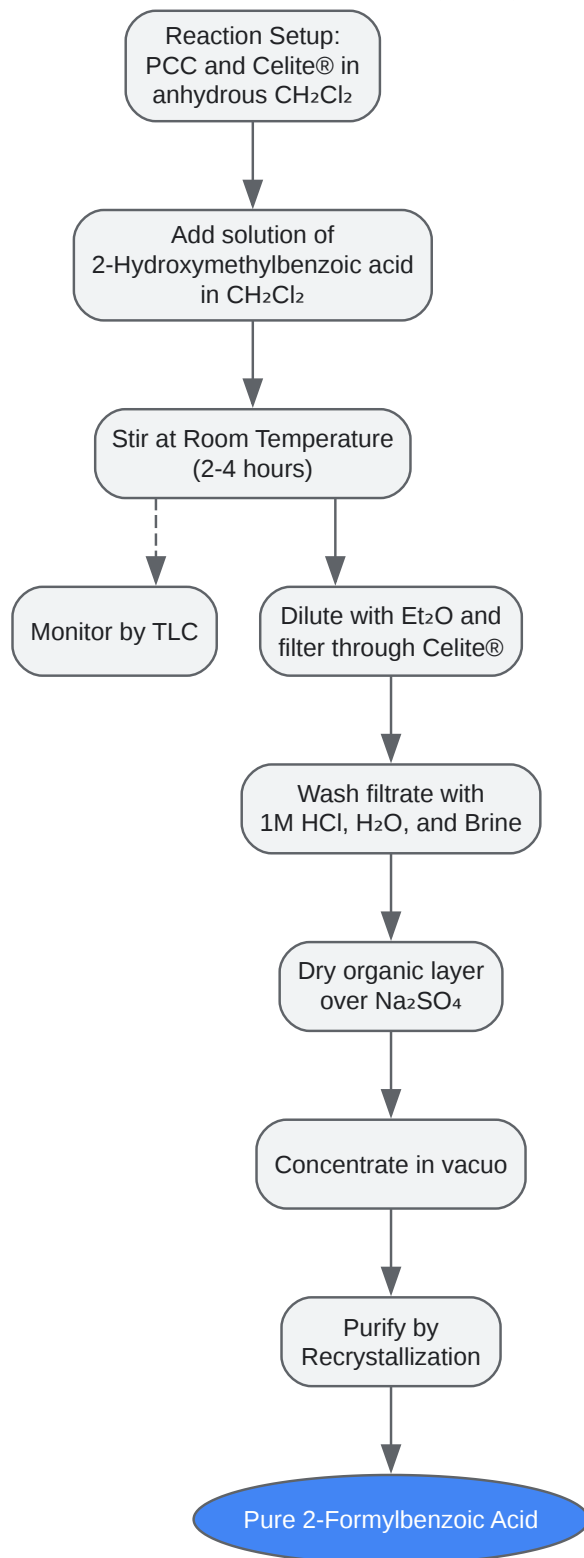 Reaction Setup:
PCC and Celite® in
anhydrous CH₂Cl₂
Add solution of
2-Hydroxymethylbenzoic acid
in CH₂Cl₂
Stir at Room Temperature
(2-4 hours)
Monitor by TLC
Dilute with Et₂O and
filter through Celite®
Wash filtrate with
1M HCl, H₂O, and Brine
Dry organic layer
over Na₂SO₄
Concentrate in vacuo
Purify by
Recrystallization
Pure 2-Formylbenzoic Acid